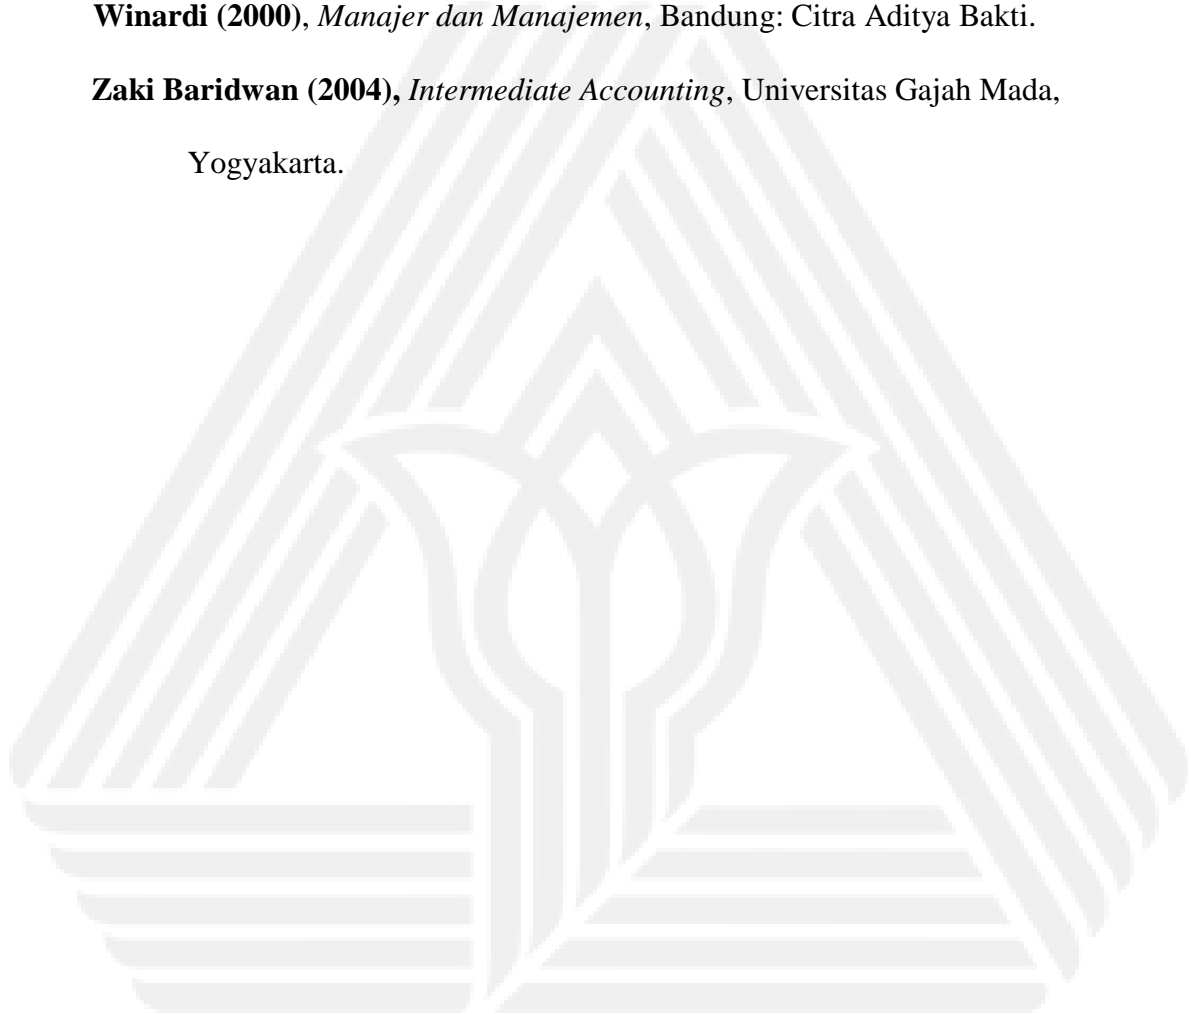 Winardi (2000), Manajer dan Manajemen, Bandung: Citra Aditya Bakti.
Zaki Baridwan (2004), Intermediate Accounting, Universitas Gajah Mada,
Yogyakarta.